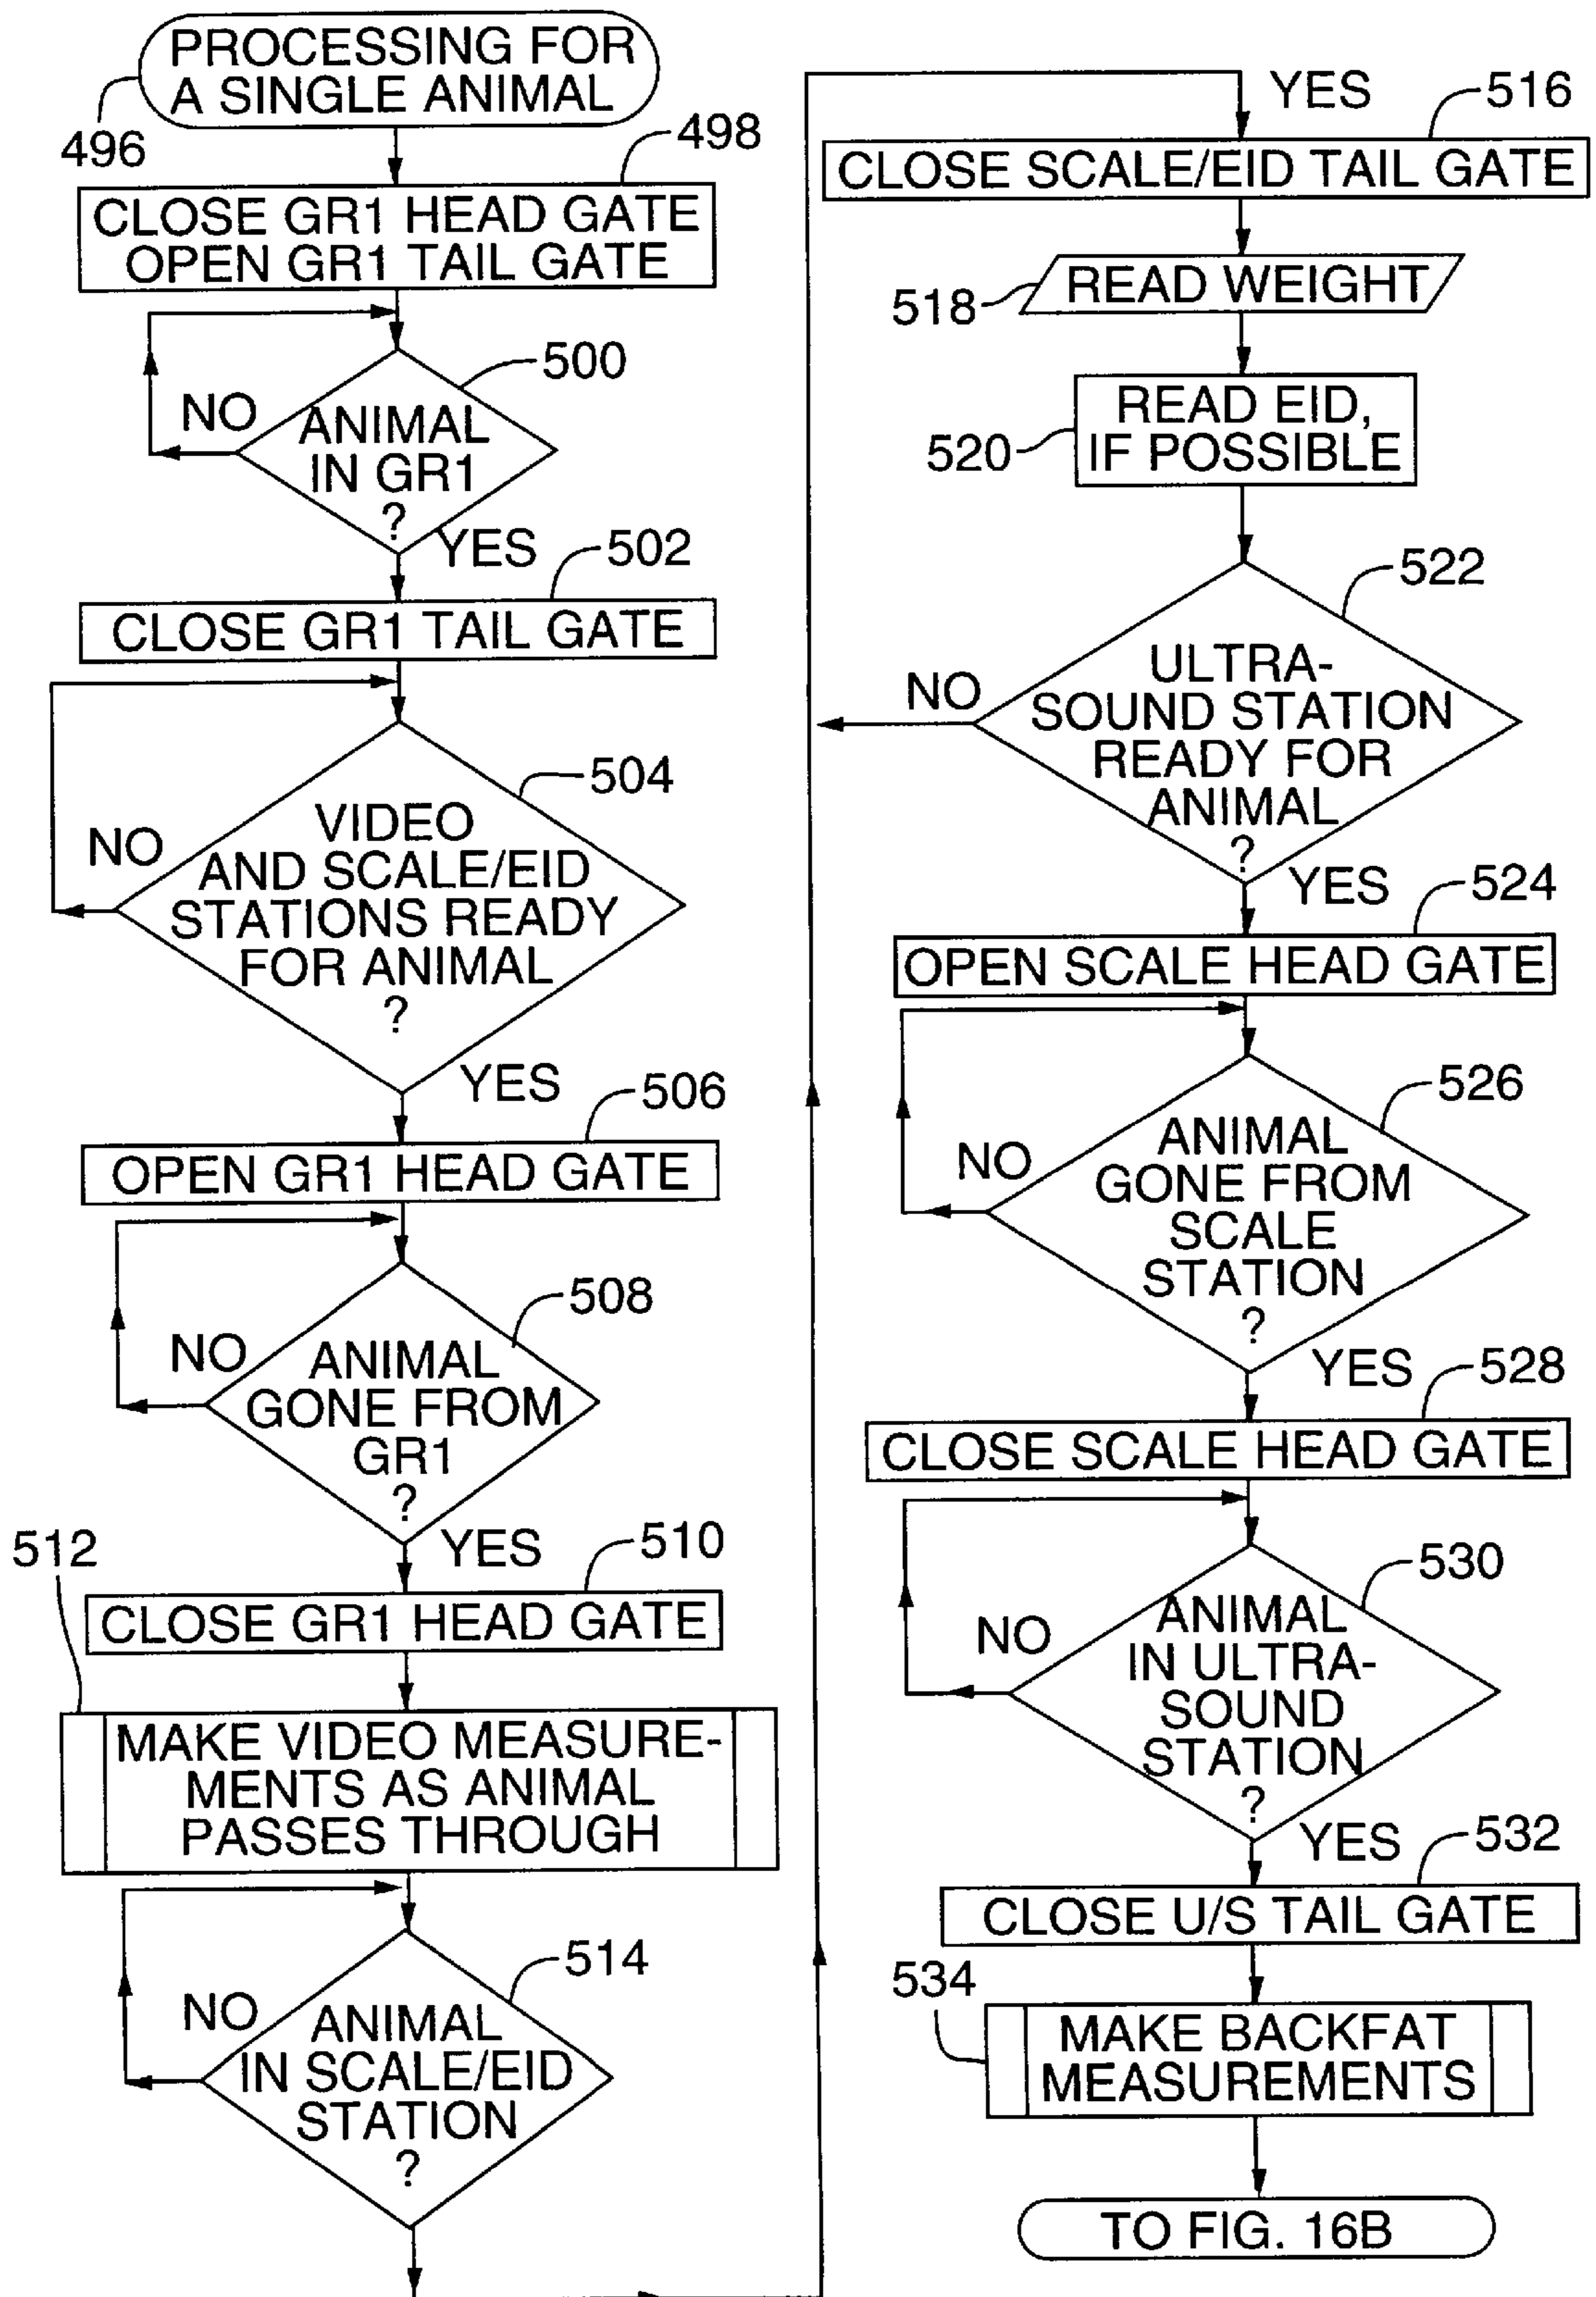 PROCESSING FOR
A SINGLE ANIMAL
496
498
CLOSE GR1 HEAD GATE
OPEN GR1 TAIL GATE
500
NO
ANIMAL
IN GR1
?
YES
502
CLOSE GR1 TAIL GATE
504
NO
VIDEO
AND SCALE/EID
STATIONS READY
FOR ANIMAL
?
YES
506
OPEN GR1 HEAD GATE
508
NO
ANIMAL
GONE FROM
GR1
?
512
YES
510
CLOSE GR1 HEAD GATE
MAKE VIDEO MEASURE-
MENTS AS ANIMAL
PASSES THROUGH
514
NO
ANIMAL
IN SCALE/EID
STATION
?
YES
516
CLOSE SCALE/EID TAIL GATE
518
READ WEIGHT
520
READ EID,
IF POSSIBLE
522
NO
ULTRA-
SOUND STATION
READY FOR
ANIMAL
?
YES
524
OPEN SCALE HEAD GATE
526
NO
ANIMAL
GONE FROM
SCALE
STATION
?
YES
528
CLOSE SCALE HEAD GATE
530
NO
ANIMAL
IN ULTRA-
SOUND
STATION
?
YES
532
CLOSE U/S TAIL GATE
534
MAKE BACKFAT
MEASUREMENTS
TO FIG. 16B